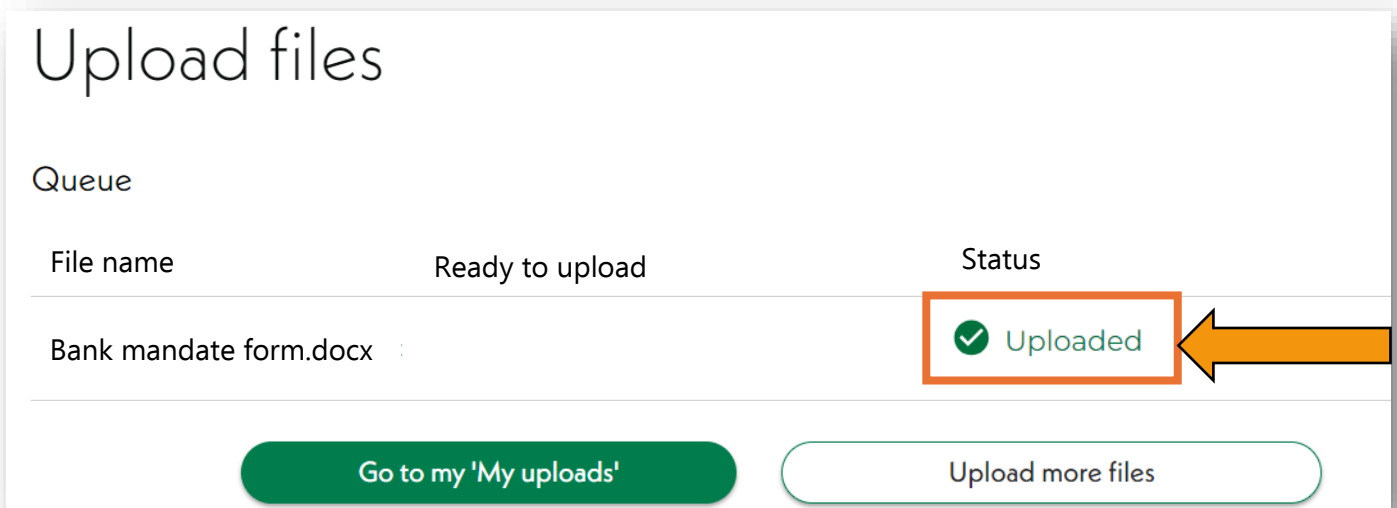 Upload files
Queue
File name Ready to upload Status
Bank mandate form.docx : Uploaded
Go to my 'My uploads' Upload more files